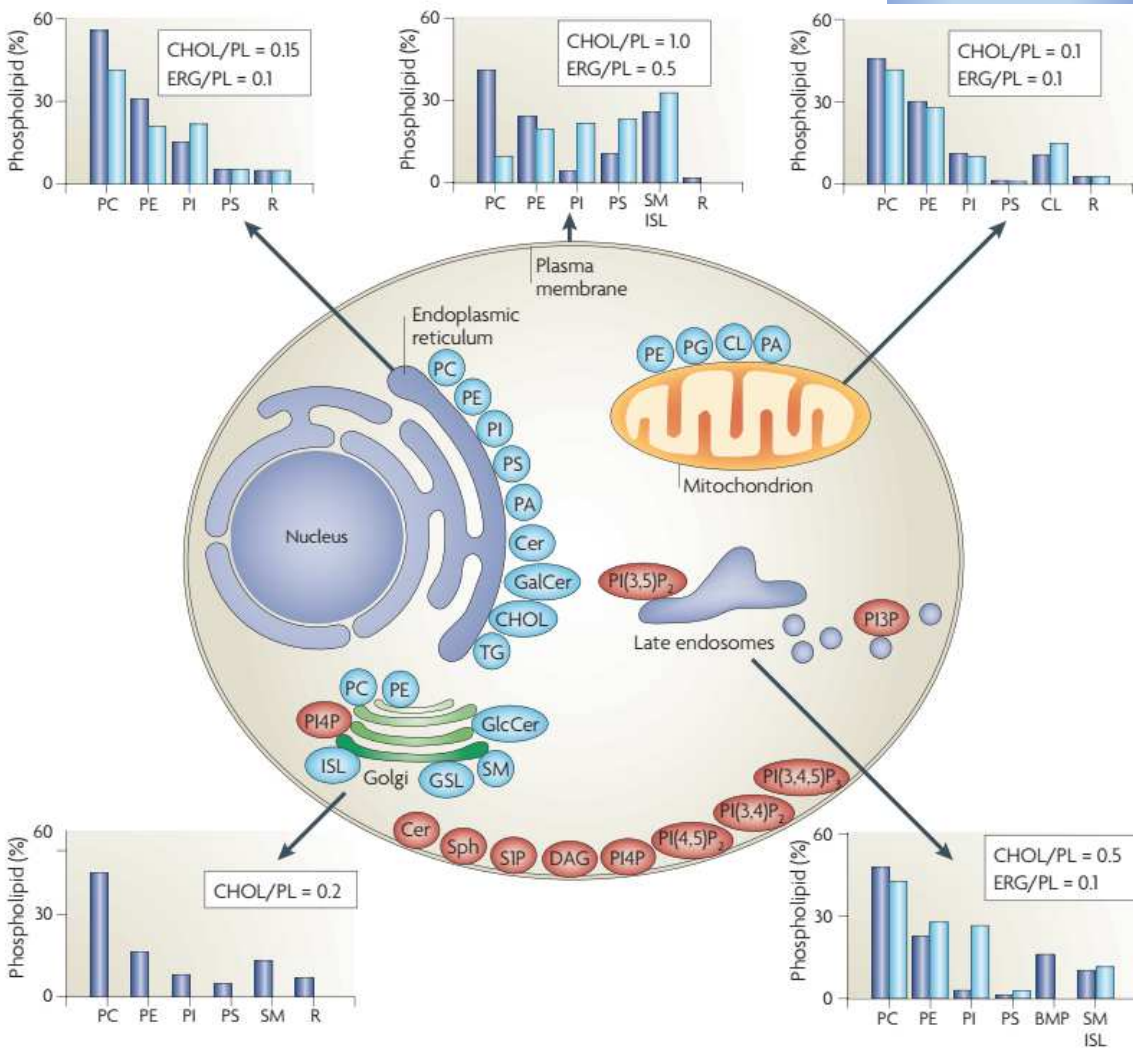 Phospholipid (%)
60
30
0
CHOL/PL = 0.15
ERG/PL = 0.1
PC PE PI PS R
Phospholipid (%)
60
30
0
CHOL/PL = 1.0
ERG/PL = 0.5
PC PE PI PS SM R
ISL
Phospholipid (%)
60
30
0
CHOL/PL = 0.1
ERG/PL = 0.1
PC PE PI PS CL R
Plasma
membrane
Endoplasmic
reticulum
PC
PE
PI
PS
PA
Cer
GalCer
CHOL
TG
PE PG CL PA
Mitochondrion
Nucleus
PI(3,5)P2
Late endosomes
PI3P
PC PE
PI4P
GlcCer
ISL
Golgi
GSL
SM
Cer
Sph
S1P
DAG
PI4P
PI(4,5)P2
PI(3,4)P2
PI(3,4,5)P3
Phospholipid (%)
60
30
0
CHOL/PL = 0.2
PC PE PI PS SM R
Phospholipid (%)
60
30
0
CHOL/PL = 0.5
ERG/PL = 0.1
PC PE PI PS BMP SM
ISL